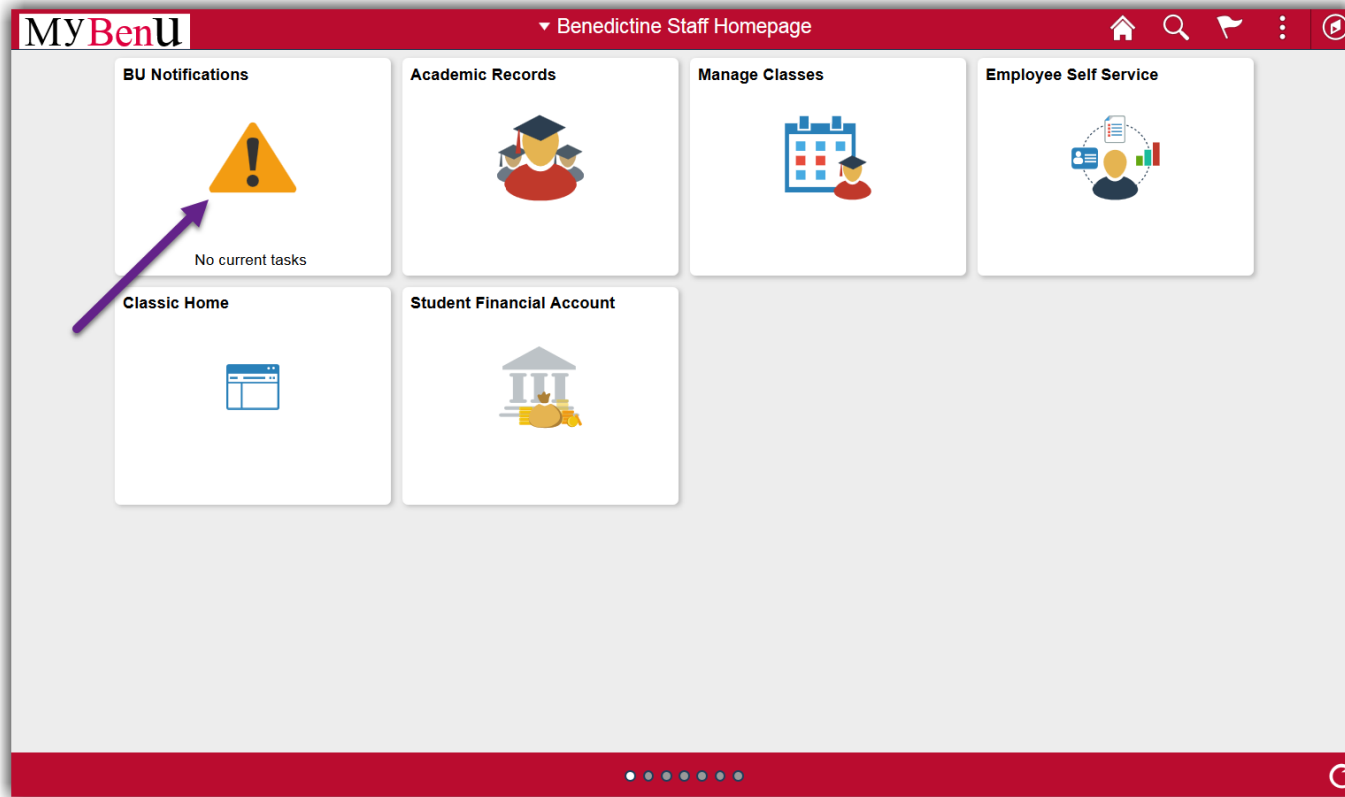 MyBenU
Benedictine Staff Homepage
BU Notifications
Academic Records
Manage Classes
Employee Self Service
No current tasks
Classic Home
Student Financial Account